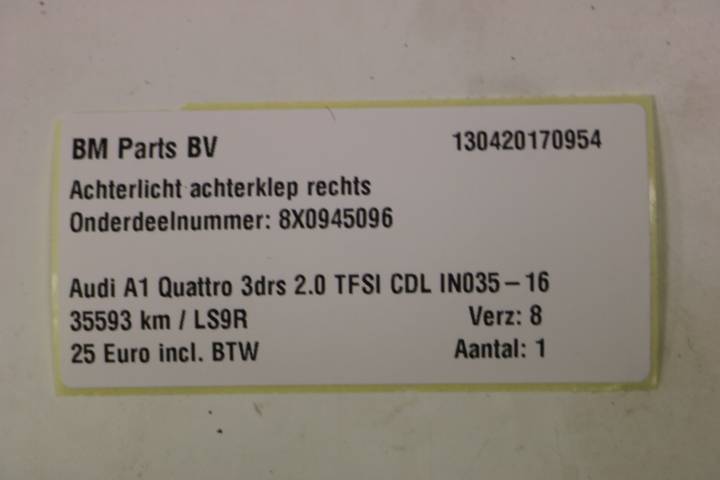 BM Parts BV 130420170954
Achterlicht achterklep rechts
Onderdeelnummer: 8X0945096
Audi A1 Quattro 3drs 2.0 TFSI CDL IN035 – 16
35593 km / LS9R Verz: 8
25 Euro incl. BTW Aantal: 1